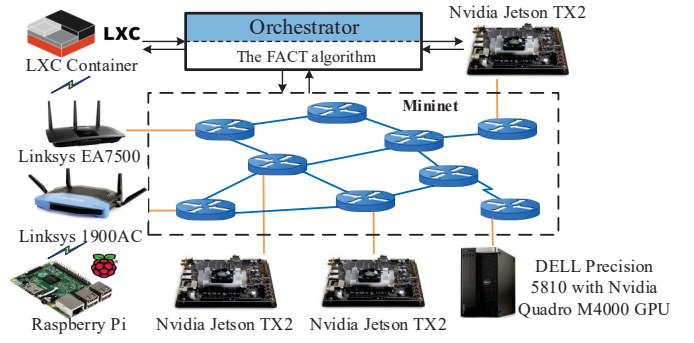 Orchestrator
The FACT algorithm
LXC
LXC Container
Nvidia Jetson TX2
Mininet
Linksys EA7500
Linksys 1900AC
Raspberry Pi
Nvidia Jetson TX2
Nvidia Jetson TX2
DELL Precision
5810 with Nvidia
Quadro M4000 GPU